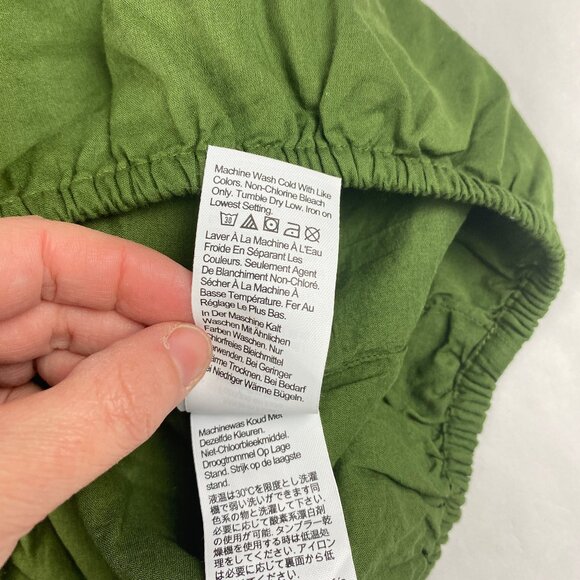 Machine Wash Cold With Like
Colors. Non-Chlorine Bleach
Only. Tumble Dry Low. Iron on
Lowest Setting.
30
Laver À La Machine À L'Eau
Froide En Séparant Les
Couleurs. Seulement Agent
De Blanchiment Non-Chloré.
Sécher À La Machine À
Basse Température. Fer Au
Réglage Le Plus Bas.
In Der Maschine Kalt
Waschen Mit Ähnlichen
Farben Waschen. Nur
Chlorfreies Bleichmittel
Verwenden. Bei Geringer
Wärme Trocknen. Bei Bedarf
Bei Niedriger Wärme Bügeln.
Machinewas Koud Met
Dezelfde Kleuren.
Niet-Chloorbleekmiddel.
Droogtrommel Op Lage
Stand. Strijk op de laagste
stand.
液温は30℃を限度とし洗濯
機で弱い洗いができます同
色系の物と洗濯して下さい。
必要に応じて酸素系漂白剤
の使用が可能。タンブラー乾
燥機を使用する時は低温処
理して下さい。アイロン
は必要に応じて低